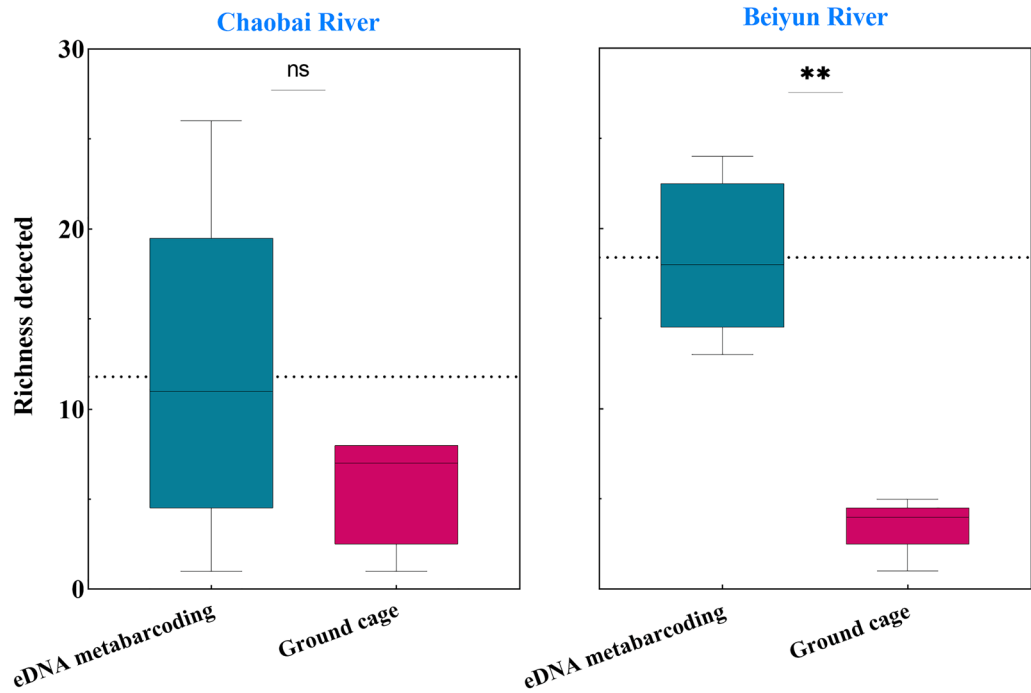 Chaobai River
Beiyun River
30
20
10
0
Richness detected
ns
**
eDNA metabarcoding
Ground cage
eDNA metabarcoding
Ground cage